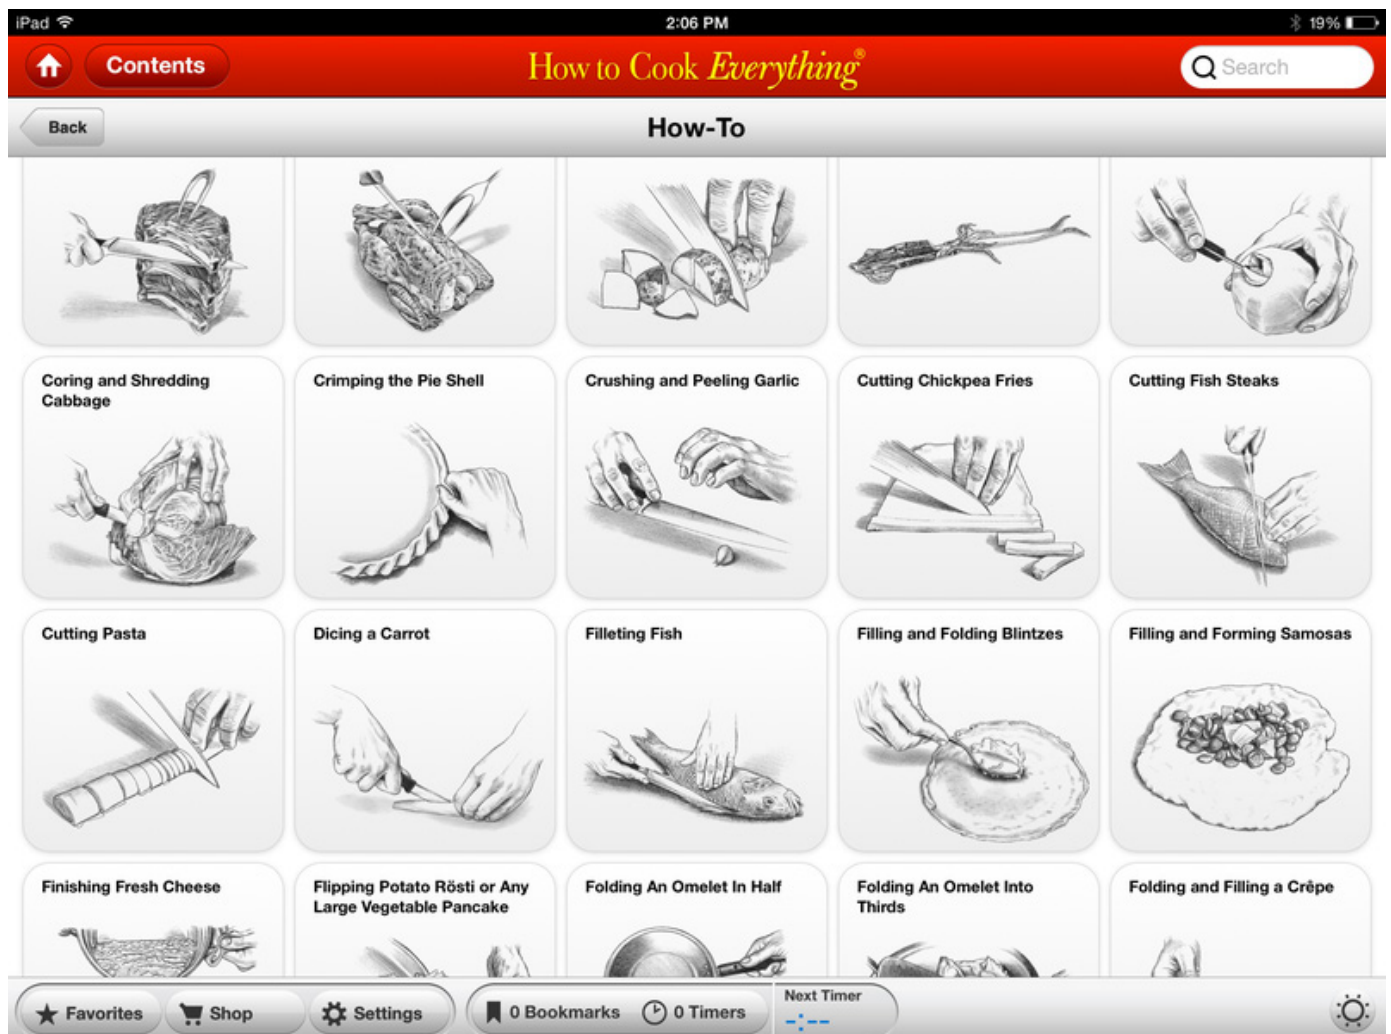 iPad 2:06 PM 19%
Contents How to Cook Everything® Search
Back How-To
Coring and Shredding
Cabbage
Crimping the Pie Shell
Crushing and Peeling Garlic
Cutting Chickpea Fries
Cutting Fish Steaks
Cutting Pasta
Dicing a Carrot
Filleting Fish
Filling and Folding Blintzes
Filling and Forming Samosas
Finishing Fresh Cheese
Flipping Potato Rösti or Any
Large Vegetable Pancake
Folding An Omelet In Half
Folding An Omelet Into
Thirds
Folding and Filling a Crêpe
Favorites Shop Settings 0 Bookmarks 0 Timers
Next Timer
-:--